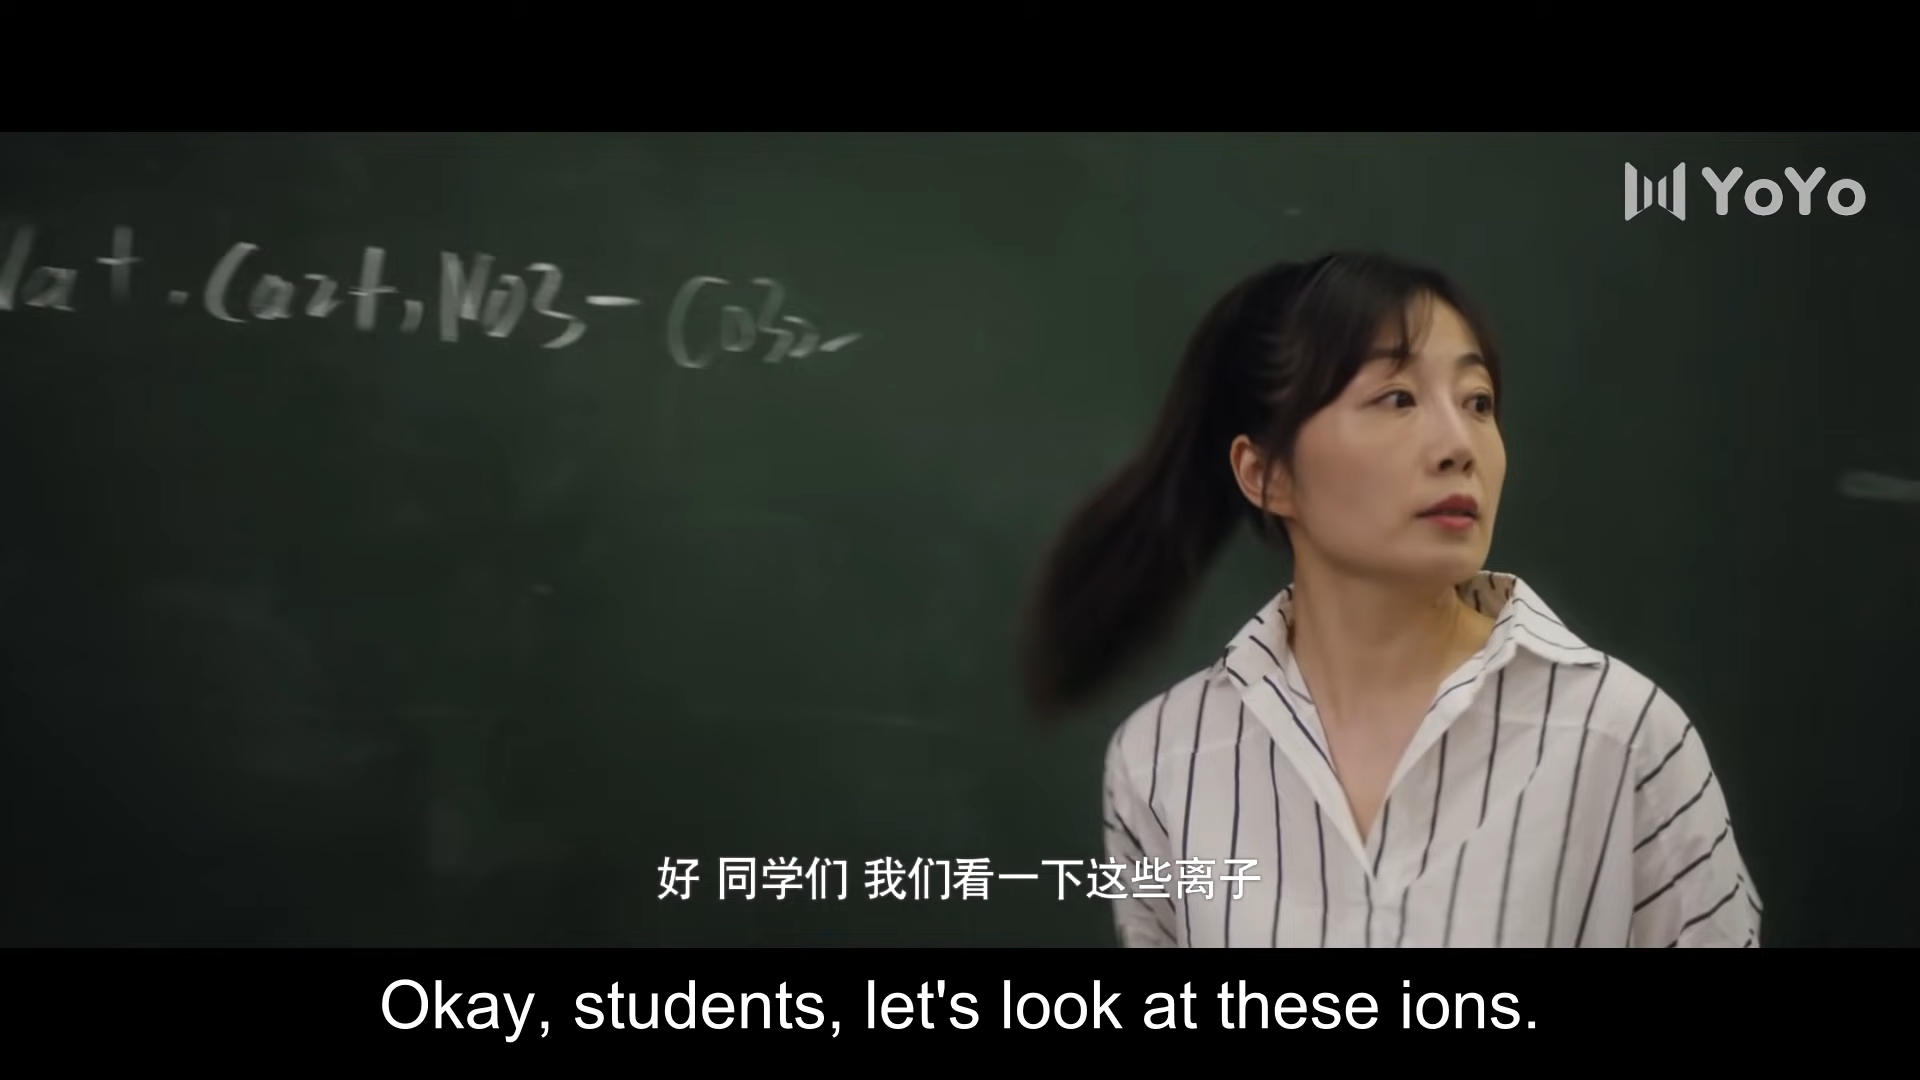 YoYo
Na+.Ca2+,NO3- CO32-
好 同学们 我们看一下这些离子
Okay, students, let's look at these ions.